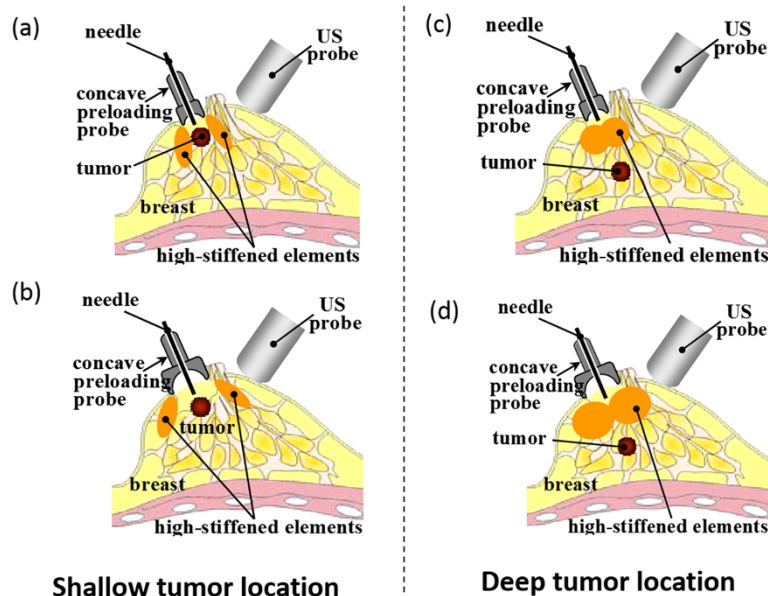 (a)
needle
US
probe
concave
preloading
probe
tumor
breast
high-stiffened elements
(b)
needle
US
probe
concave
preloading
probe
tumor
breast
high-stiffened elements
Shallow tumor location
(c)
needle
US
probe
concave
preloading
probe
tumor
breast
high-stiffened elements
(d)
needle
US
probe
concave
preloading
probe
tumor
breast
high-stiffened elements
Deep tumor location